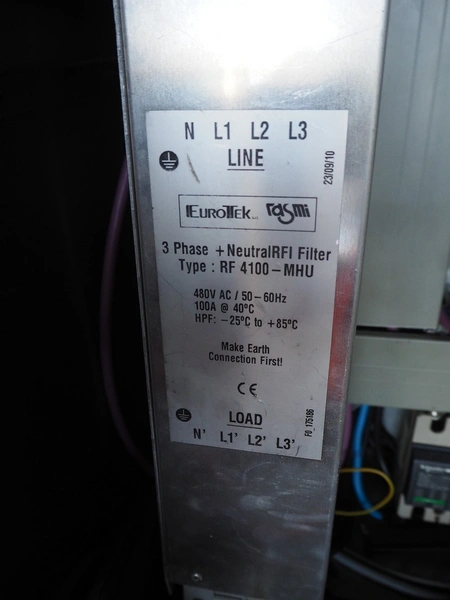 N L1 L2 L3
LINE
23/09/10
EUROTEK rasmi
3 Phase + NeutralRFI Filter
Type : RF 4100-MHU
480V AC / 50-60Hz
100A @ 40°C
HPF: -25°C to +85°C
Make Earth
Connection First!
CE
LOAD
N' L1' L2' L3'